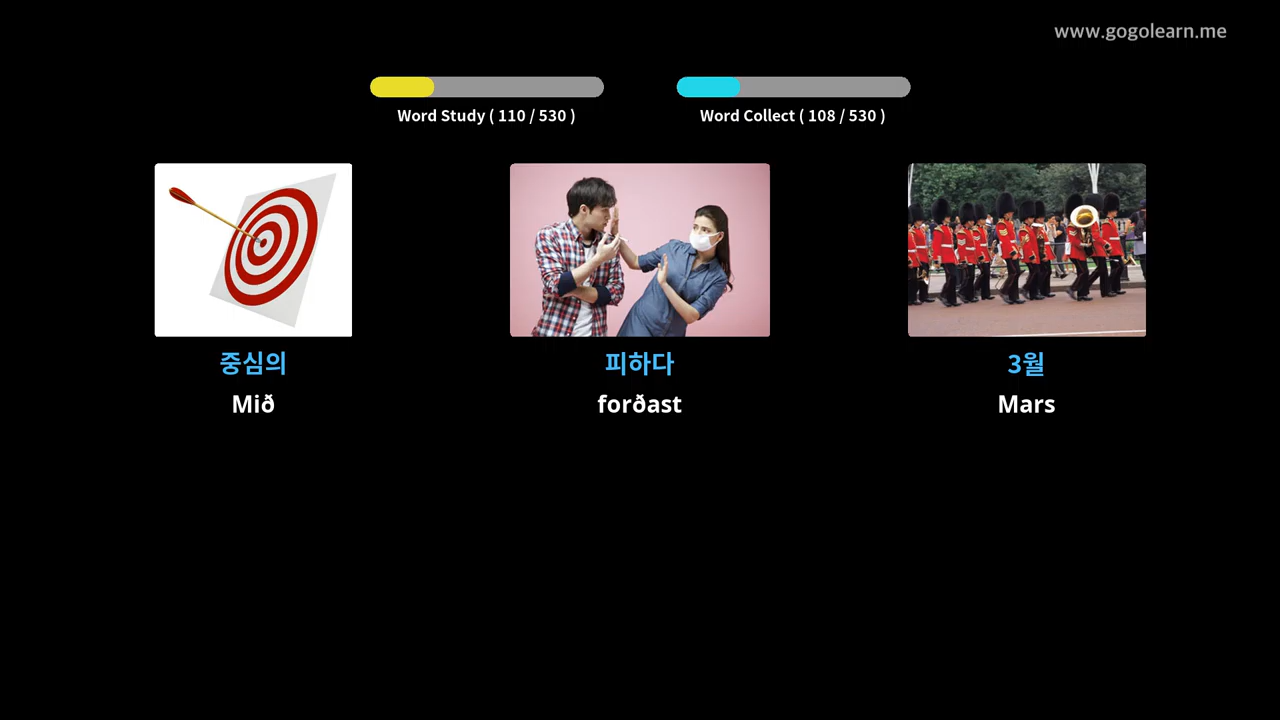 www.gogolearn.me
Word Study ( 110 / 530 )
Word Collect ( 108 / 530 )
중심의
피하다
3월
Mið
forðast
Mars